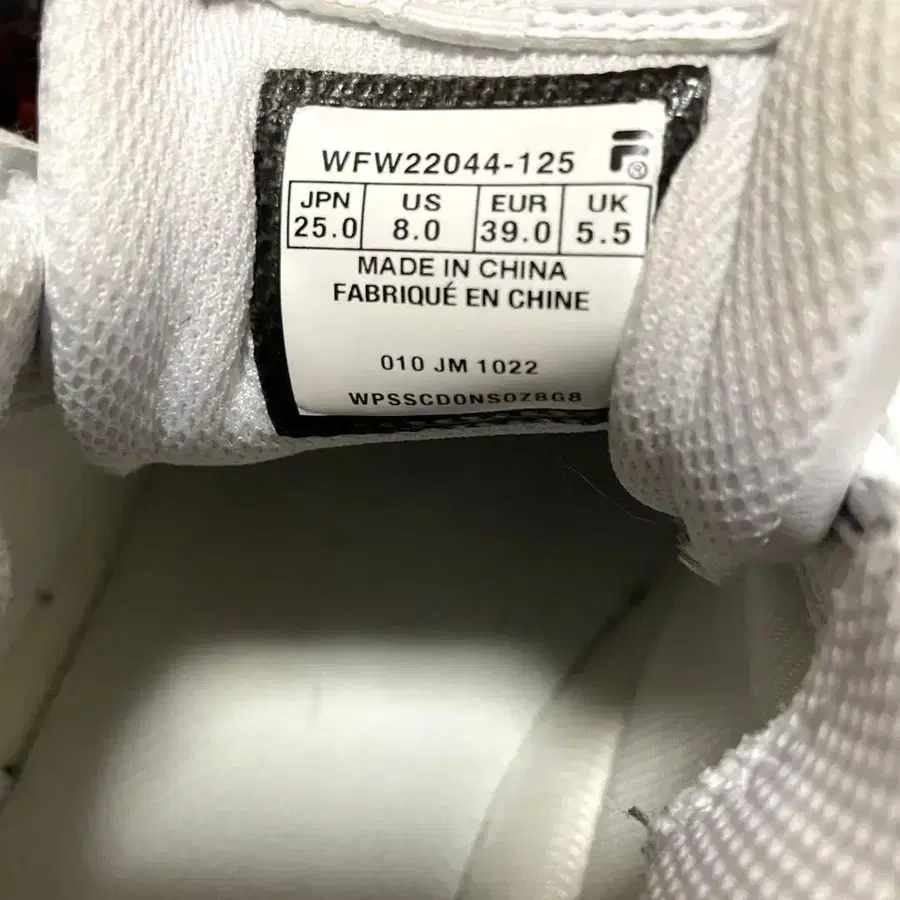 WFW22044-125
JPN US EUR UK
25.0 8.0 39.0 5.5
MADE IN CHINA
FABRIQUÉ EN CHINE
010 JM 1022
WPSSCD0NS0Z8G8